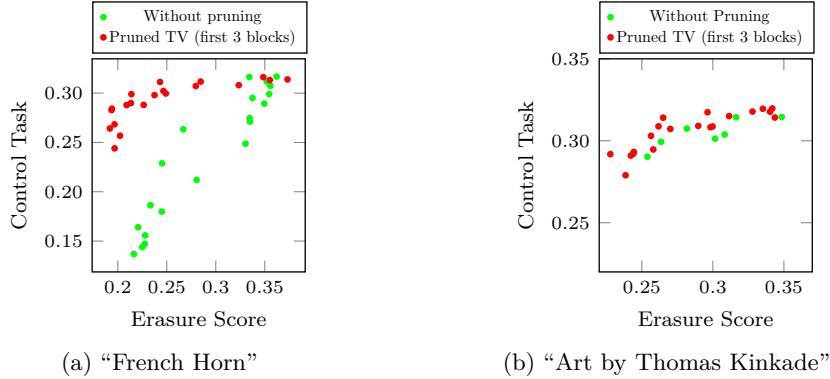 Without pruning
Pruned TV (first 3 blocks)
0.30
0.25
0.20
0.15
Control Task
0.2
0.25
0.3
0.35
Erasure Score
(a) “French Horn”
Without Pruning
Pruned TV (first 3 blocks)
0.35
0.30
0.25
Control Task
0.25
0.3
0.35
Erasure Score
(b) “Art by Thomas Kinkade”